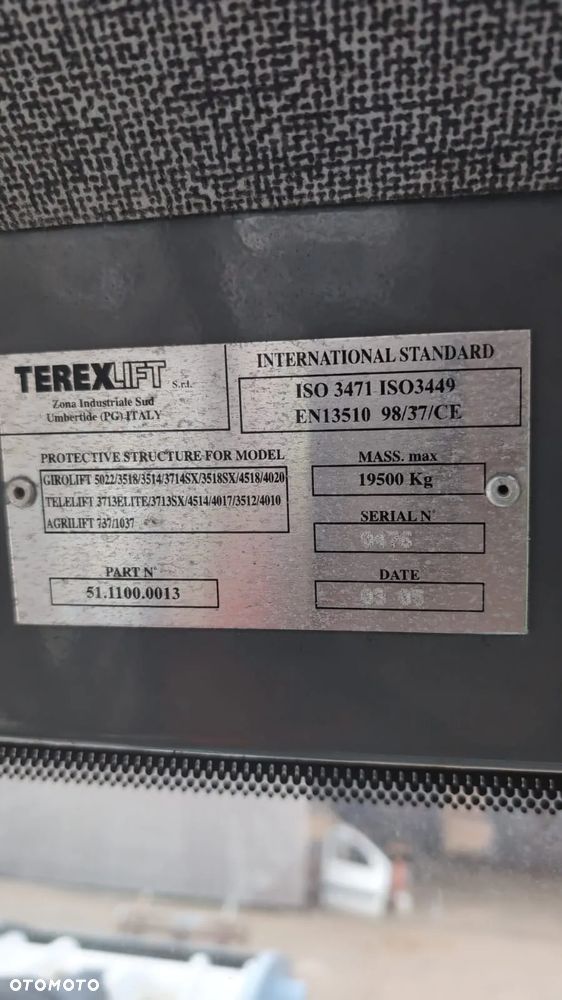 TEREXLIFT S.r.l.
Zona Industriale Sud
Umbertide (PG) ITALY
INTERNATIONAL STANDARD
ISO 3471 ISO3449
EN13510 98/37/CE
PROTECTIVE STRUCTURE FOR MODEL
GIROLIFT 5022/3518/3514/3714SX/3518SX/4518/4020
TELELIFT 3713ELITE/3713SX/4514/4017/3512/4010
AGRILIFT 737/1037
MASS. max
19500 Kg
SERIAL N°
PART N°
51.1100.0013
DATE
03 05
OTOMOTO